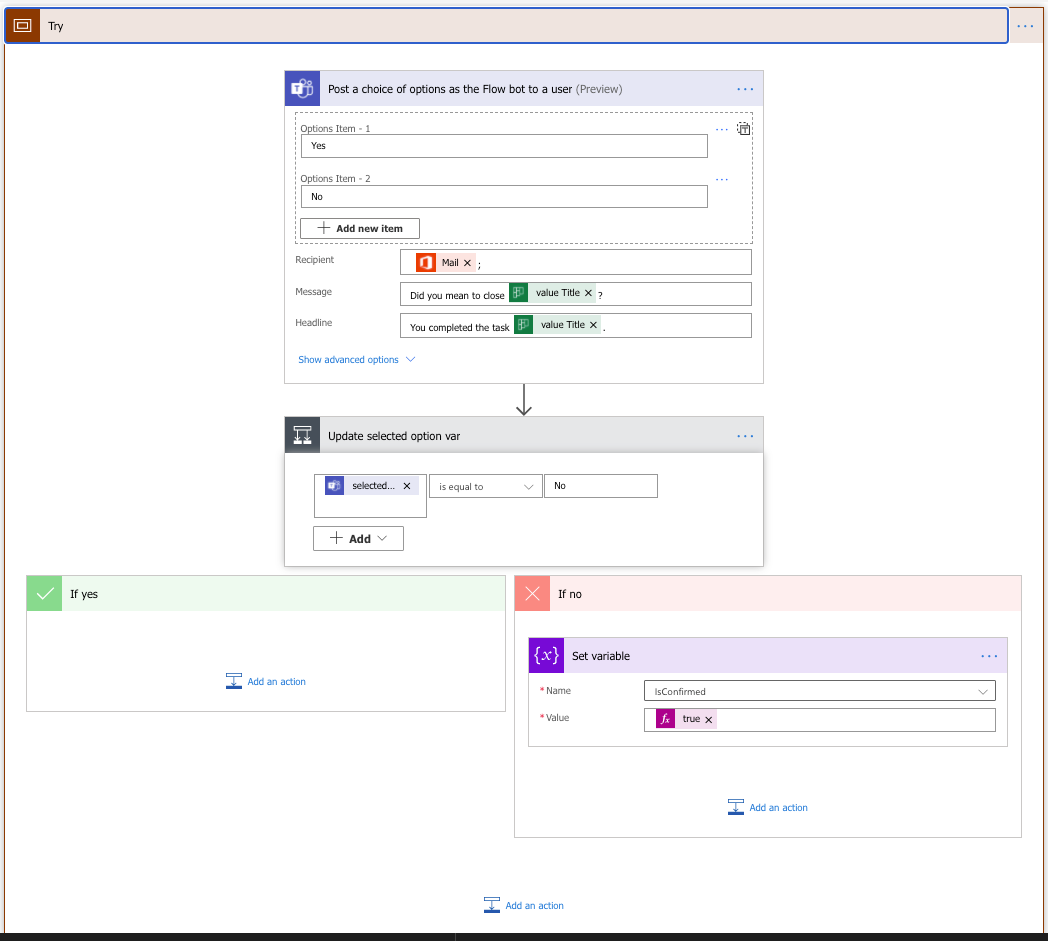 Try
...
Post a choice of options as the Flow bot to a user (Preview)
...
Options Item - 1
...
Yes
Options Item - 2
...
No
+ Add new item
Recipient
Mail × ;
Message
Did you mean to close value Title × ?
Headline
You completed the task value Title × .
Show advanced options
Update selected option var
...
selected... × is equal to No
+ Add
If yes
Add an action
If no
{x} Set variable
...
* Name
IsConfirmed
* Value
fx true ×
Add an action
Add an action